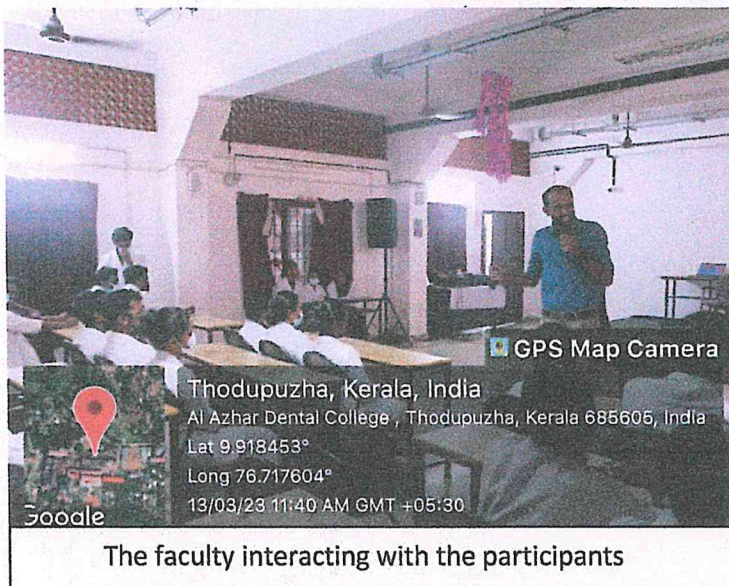 GPS Map Camera
Thodupuzha, Kerala, India
Al Azhar Dental College , Thodupuzha, Kerala 685605, India
Lat 9.918453°
Long 76.717604°
13/03/23 11:40 AM GMT +05:30
Google
The faculty interacting with the participants